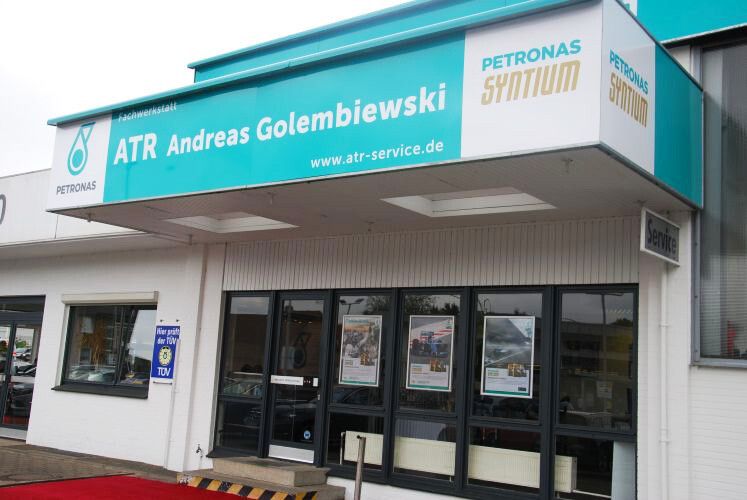 Fachwerkstatt
ATR Andreas Golembiewski
www.atr-service.de
PETRONAS
PETRONAS
SYNTIUM
PETRONAS
SYNTIUM
Service
Hier prüft
der TÜV
TÜV